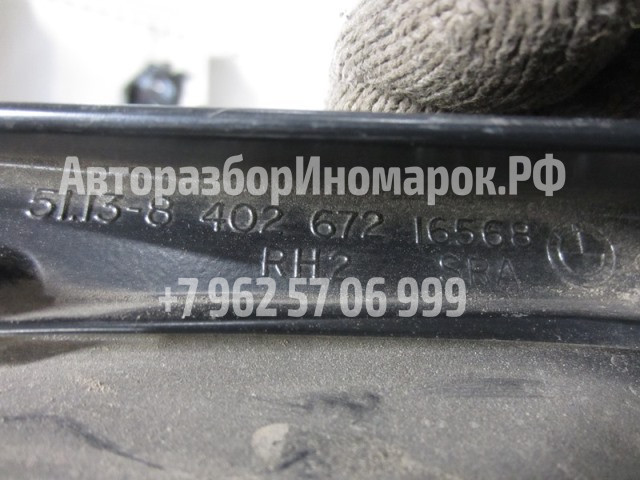 АвторазборИномарок.РФ
51.13-8 402 672 16568
RH2 SPA
+7 962 57 06 999